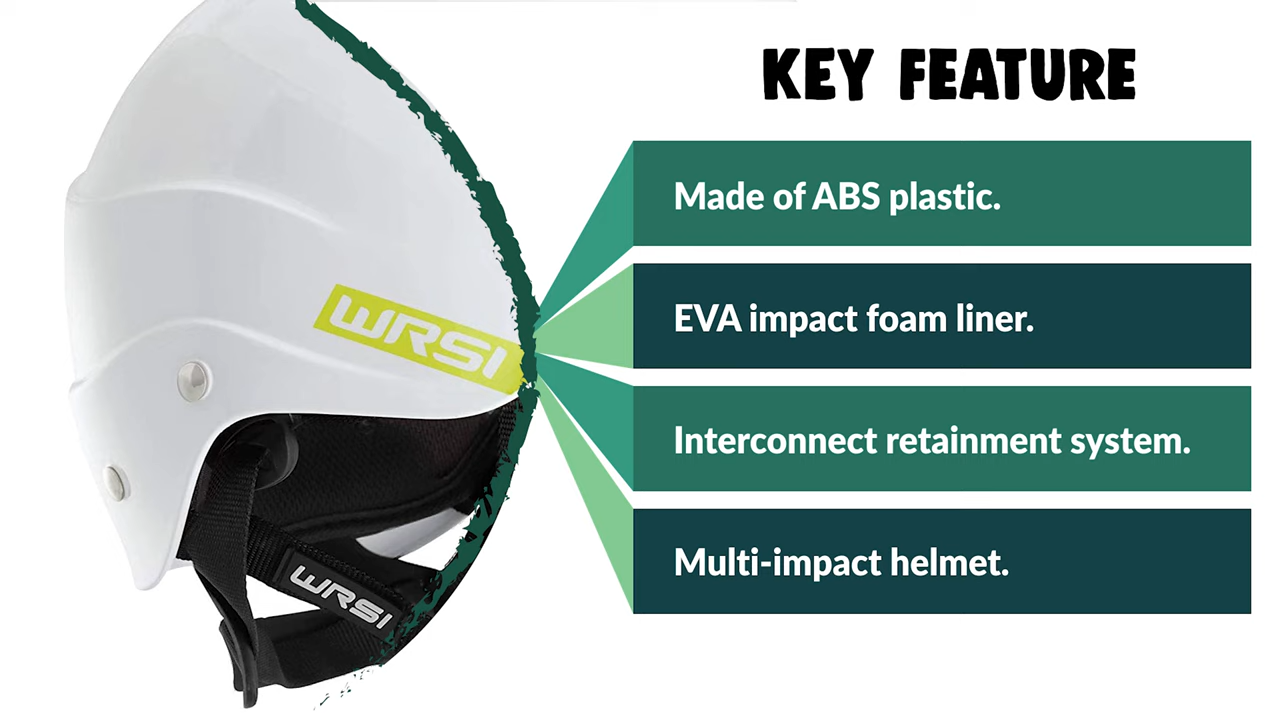 KEY FEATURE
Made of ABS plastic.
EVA impact foam liner.
WRSI
Interconnect retainment system.
Multi-impact helmet.
WRSI